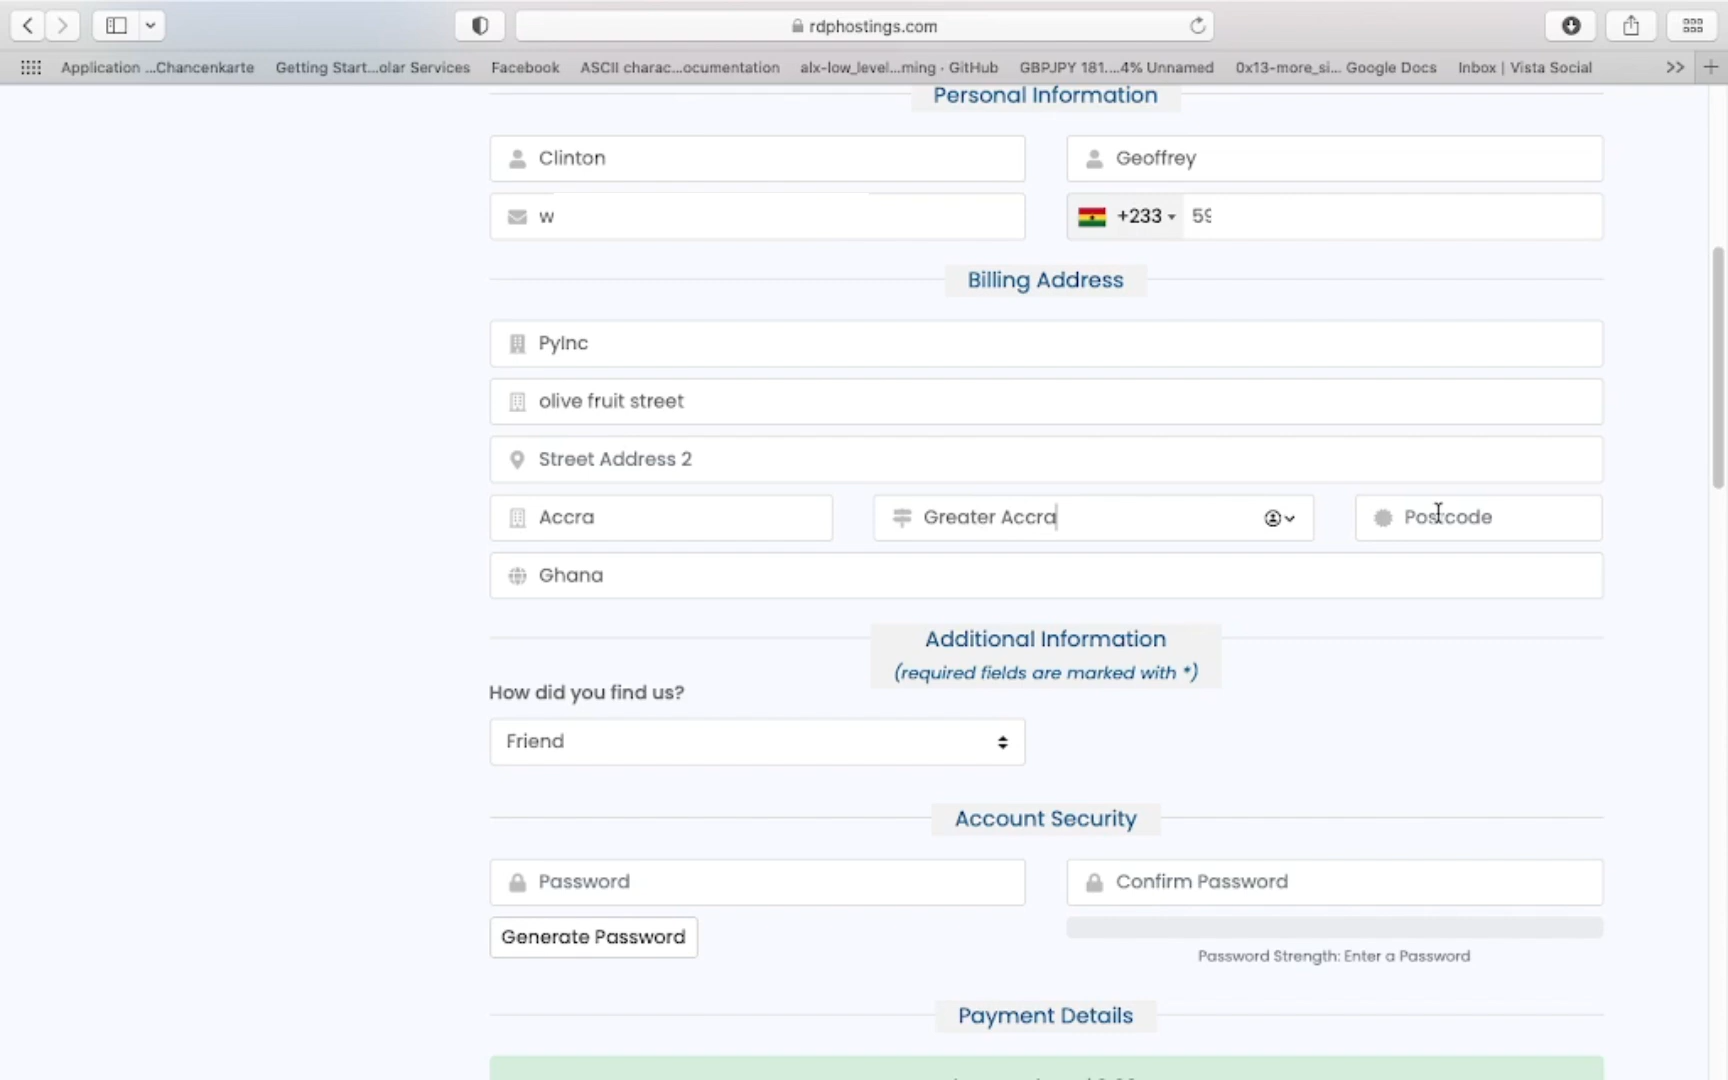 rdphostings.com
Application ...Chancenkarte
Getting Start...olar Services
Facebook
ASCII charac...ocumentation
alx-low_level...ming · GitHub
GBPJPY 181....4% Unnamed
0x13-more_si... Google Docs
Inbox | Vista Social
>>
Personal Information
Clinton
Geoffrey
w
+233
59
Billing Address
PyInc
olive fruit street
Street Address 2
Accra
Greater Accra
Postcode
Ghana
Additional Information
(required fields are marked with *)
How did you find us?
Friend
Account Security
Password
Confirm Password
Generate Password
Password Strength: Enter a Password
Payment Details